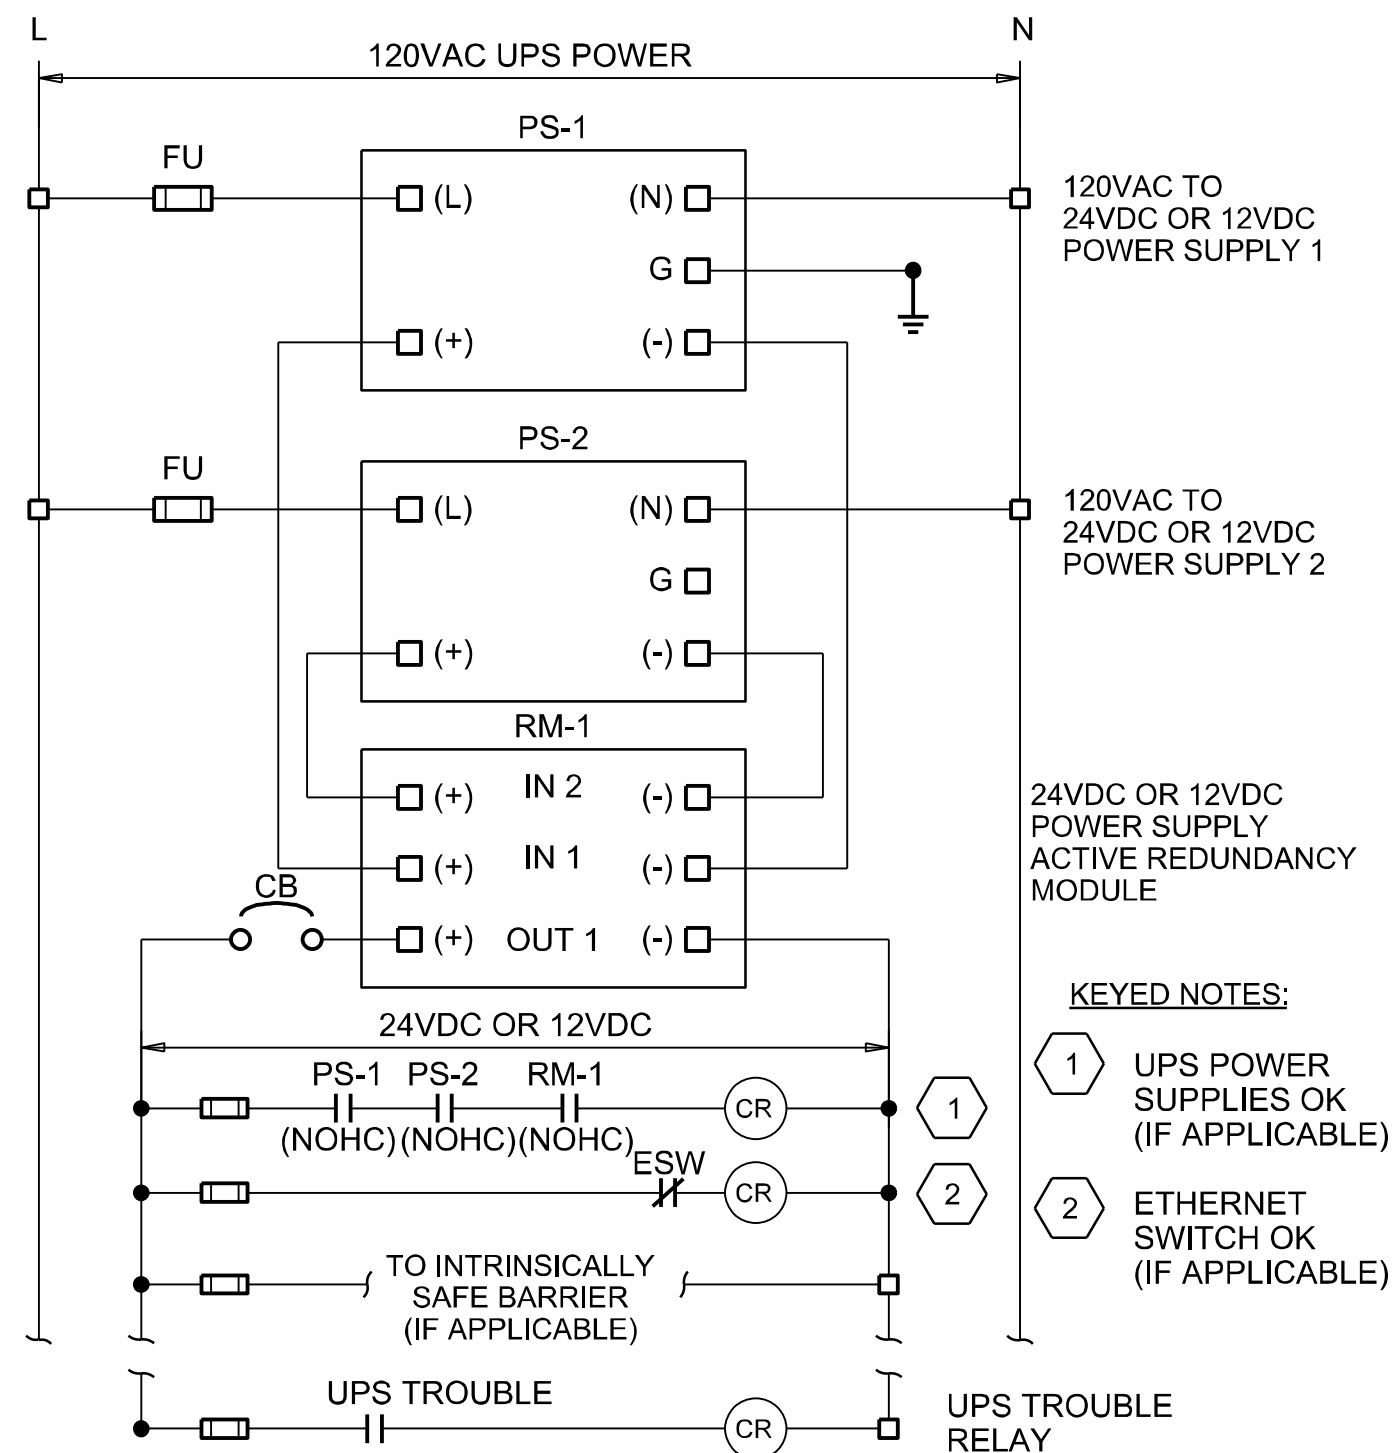 L
N
120VAC UPS POWER
PS-1
FU
(L)
(N)
G
(+)
(-)
120VAC TO
24VDC OR 12VDC
POWER SUPPLY 1
PS-2
FU
(L)
(N)
G
(+)
(-)
120VAC TO
24VDC OR 12VDC
POWER SUPPLY 2
RM-1
(+) IN 2 (-)
(+) IN 1 (-)
CB
(+) OUT 1 (-)
24VDC OR 12VDC
POWER SUPPLY
ACTIVE REDUNDANCY
MODULE
24VDC OR 12VDC
PS-1 PS-2 RM-1
CR
1
(NOHC) (NOHC) (NOHC)
ESW
CR
2
TO INTRINSICALLY
SAFE BARRIER
(IF APPLICABLE)
UPS TROUBLE
CR
UPS TROUBLE
RELAY
KEYED NOTES:
1
UPS POWER
SUPPLIES OK
(IF APPLICABLE)
2
ETHERNET
SWITCH OK
(IF APPLICABLE)